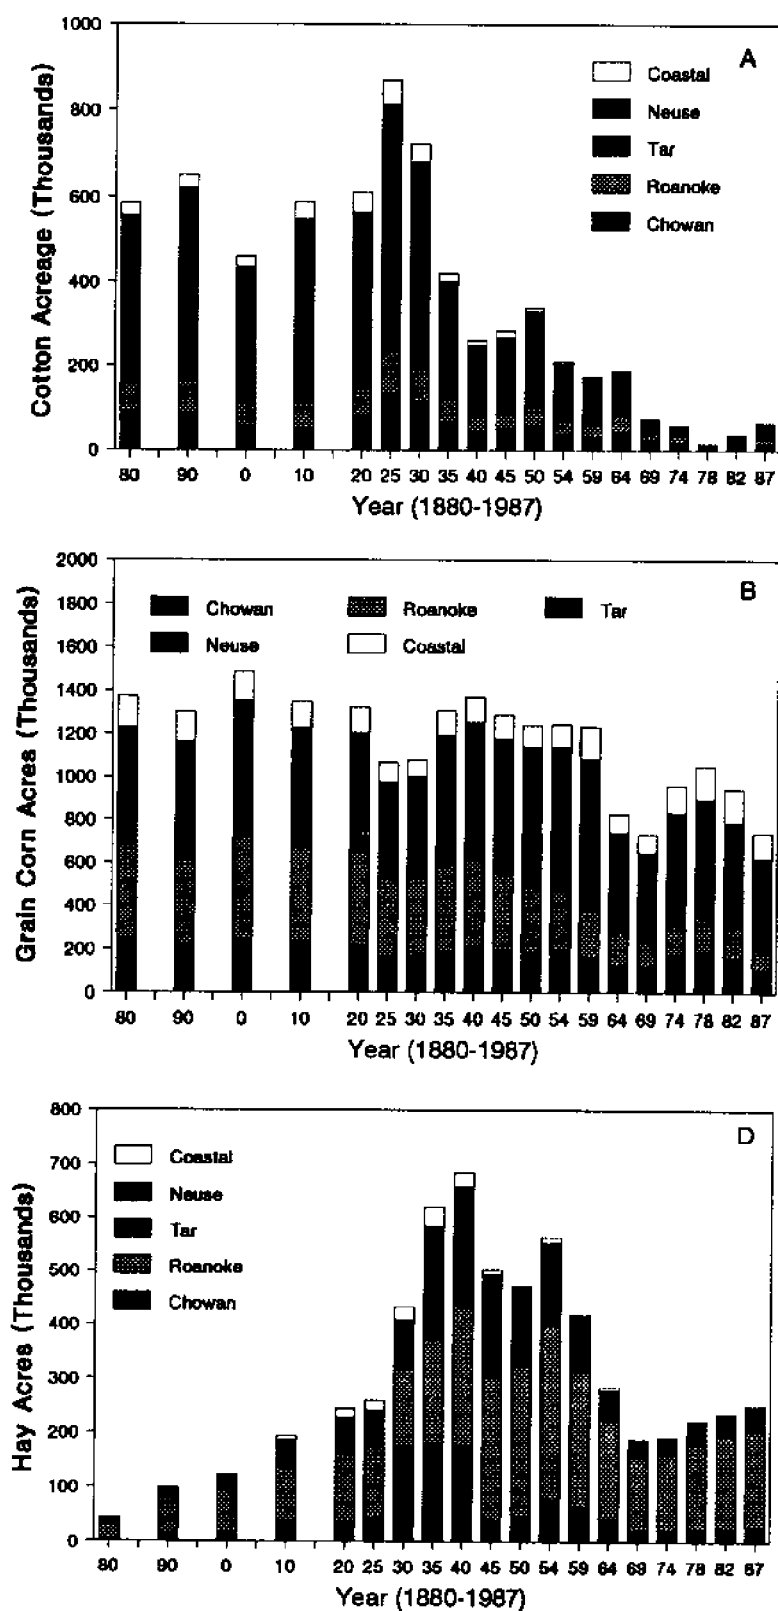 A
Cotton Acreage (Thousands)
1000
800
600
400
200
0
Coastal
Neuse
Tar
Roanoke
Chowan
80 90 0 10 20 25 30 35 40 45 50 54 59 64 69 74 78 82 87
Year (1880-1987)
B
Grain Corn Acres (Thousands)
2000
1800
1600
1400
1200
1000
800
600
400
200
0
Chowan Roanoke Tar
Neuse Coastal
80 90 0 10 20 25 30 35 40 45 50 54 59 64 69 74 78 82 87
Year (1880-1987)
D
Hay Acres (Thousands)
800
700
600
500
400
300
200
100
0
Coastal
Neuse
Tar
Roanoke
Chowan
80 90 0 10 20 25 30 35 40 45 50 54 59 64 69 74 78 82 87
Year (1880-1987)